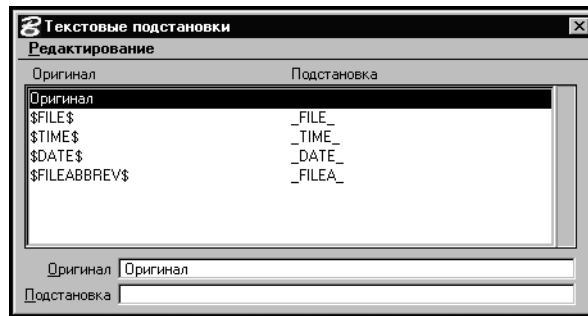 Текстовые подстановки
Редактирование
Оригинал Подстановка
Оригинал
$FILE$ _FILE_
$TIME$ _TIME_
$DATE$ _DATE_
$FILEABBREV$ _FILEA_
Оригинал Оригинал
Подстановка